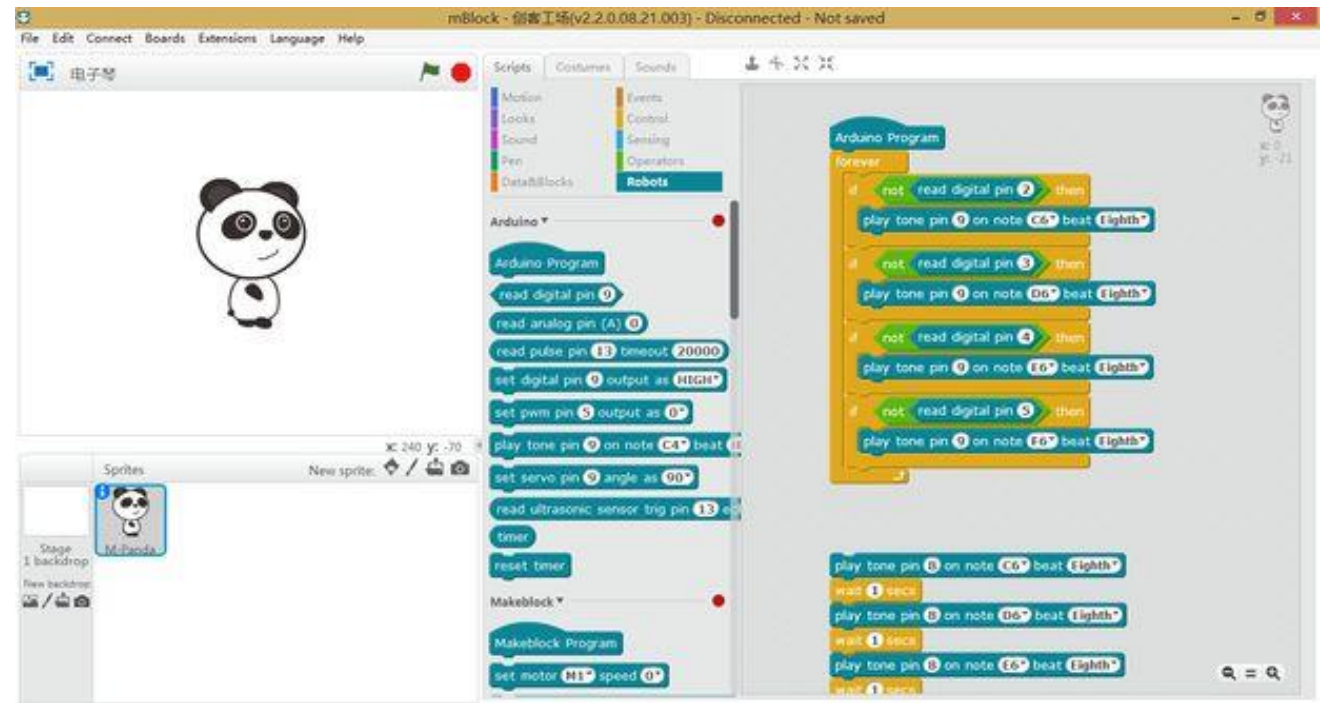 mBlock - 创客工场(v2.2.0.08.21.003) - Disconnected - Not saved
File Edit Connect Boards Extensions Language Help
电子琴
x: 240 y: -70
Sprites New sprite:
Stage
1 backdrop
New backdrop:
M-Panda
Scripts Costumes Sounds
Motion Events
Looks Control
Sound Sensing
Pen Operators
Data&Blocks Robots
Arduino
Arduino Program
read digital pin 9
read analog pin (A) 0
read pulse pin 13 timeout 20000
set digital pin 9 output as HIGH
set pwm pin 5 output as 0
play tone pin 9 on note C4 beat
set servo pin 9 angle as 90
read ultrasonic sensor trig pin 13
timer
reset timer
Makeblock
Makeblock Program
set motor M1 speed 0
x: 0
y: -21
Arduino Program
forever
if not read digital pin 2 then
play tone pin 9 on note C6 beat Eighth
if not read digital pin 3 then
play tone pin 9 on note D6 beat Eighth
if not read digital pin 4 then
play tone pin 9 on note E6 beat Eighth
if not read digital pin 5 then
play tone pin 9 on note F6 beat Eighth
play tone pin 8 on note C6 beat Eighth
wait 1 secs
play tone pin 8 on note D6 beat Eighth
wait 1 secs
play tone pin 8 on note E6 beat Eighth
wait 1 secs